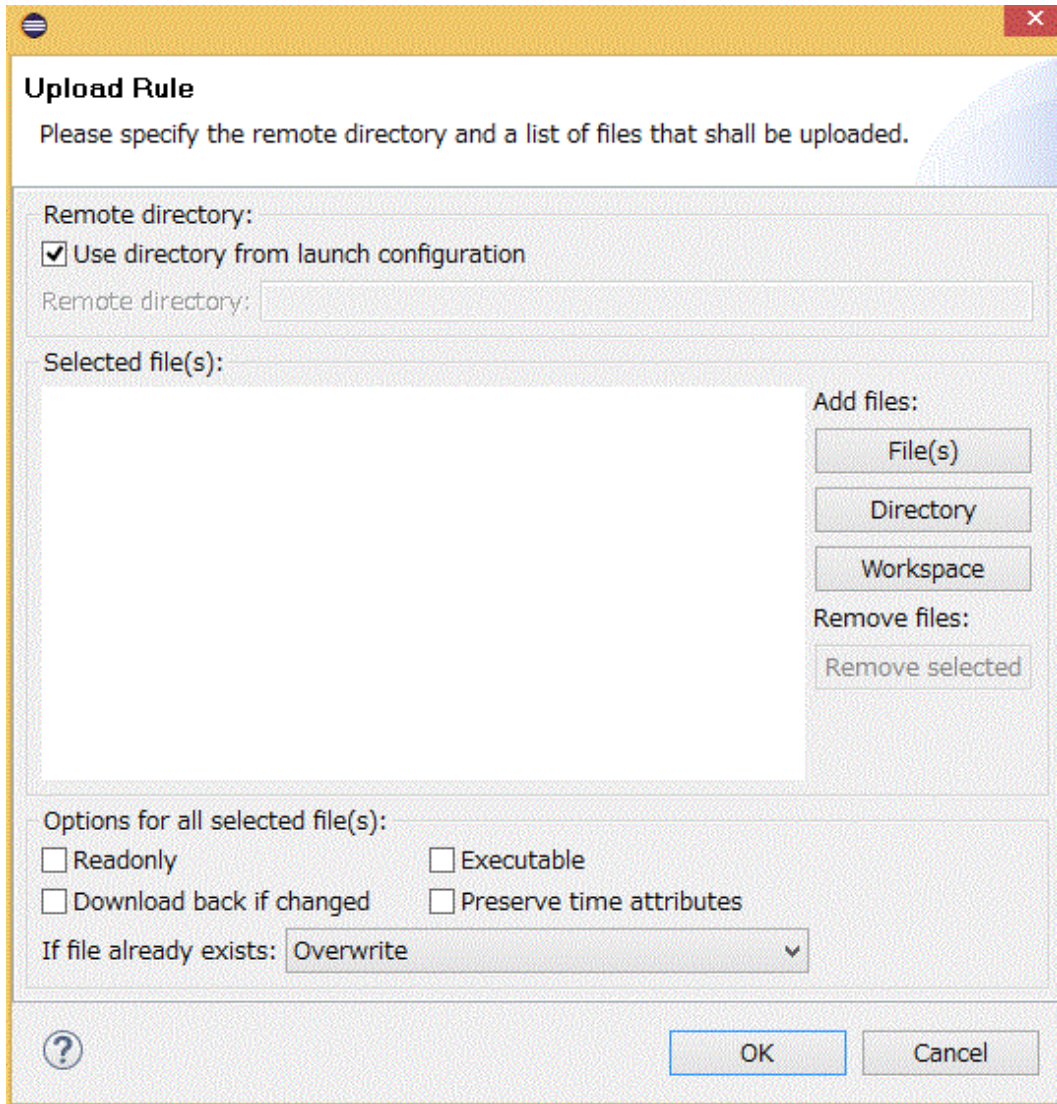 Upload Rule
Please specify the remote directory and a list of files that shall be uploaded.
Remote directory:
Use directory from launch configuration
Remote directory:
Selected file(s):
Add files:
File(s)
Directory
Workspace
Remove files:
Remove selected
Options for all selected file(s):
Readonly Executable
Download back if changed Preserve time attributes
If file already exists: Overwrite
?
OK Cancel